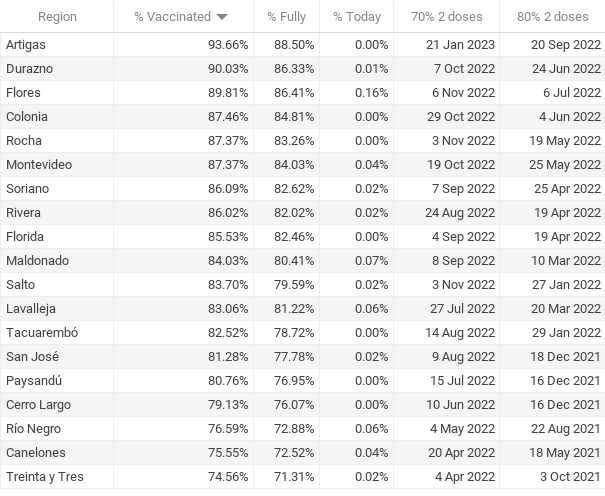 Region % Vaccinated % Fully % Today 70% 2 doses 80% 2 doses
Artigas 93.66% 88.50% 0.00% 21 Jan 2023 20 Sep 2022
Durazno 90.03% 86.33% 0.01% 7 Oct 2022 24 Jun 2022
Flores 89.81% 86.41% 0.16% 6 Nov 2022 6 Jul 2022
Colonia 87.46% 84.81% 0.00% 29 Oct 2022 4 Jun 2022
Rocha 87.37% 83.26% 0.00% 3 Nov 2022 19 May 2022
Montevideo 87.37% 84.03% 0.04% 19 Oct 2022 25 May 2022
Soriano 86.09% 82.62% 0.02% 7 Sep 2022 25 Apr 2022
Rivera 86.02% 82.02% 0.02% 24 Aug 2022 19 Apr 2022
Florida 85.53% 82.46% 0.00% 4 Sep 2022 19 Apr 2022
Maldonado 84.03% 80.41% 0.07% 8 Sep 2022 10 Mar 2022
Salto 83.70% 79.59% 0.02% 3 Nov 2022 27 Jan 2022
Lavalleja 83.06% 81.22% 0.06% 27 Jul 2022 20 Mar 2022
Tacuarembó 82.52% 78.72% 0.00% 14 Aug 2022 29 Jan 2022
San José 81.28% 77.78% 0.02% 9 Aug 2022 18 Dec 2021
Paysandú 80.76% 76.95% 0.00% 15 Jul 2022 16 Dec 2021
Cerro Largo 79.13% 76.07% 0.00% 10 Jun 2022 16 Dec 2021
Río Negro 76.59% 72.88% 0.06% 4 May 2022 22 Aug 2021
Canelones 75.55% 72.52% 0.04% 20 Apr 2022 18 May 2021
Treinta y Tres 74.56% 71.31% 0.02% 4 Apr 2022 3 Oct 2021